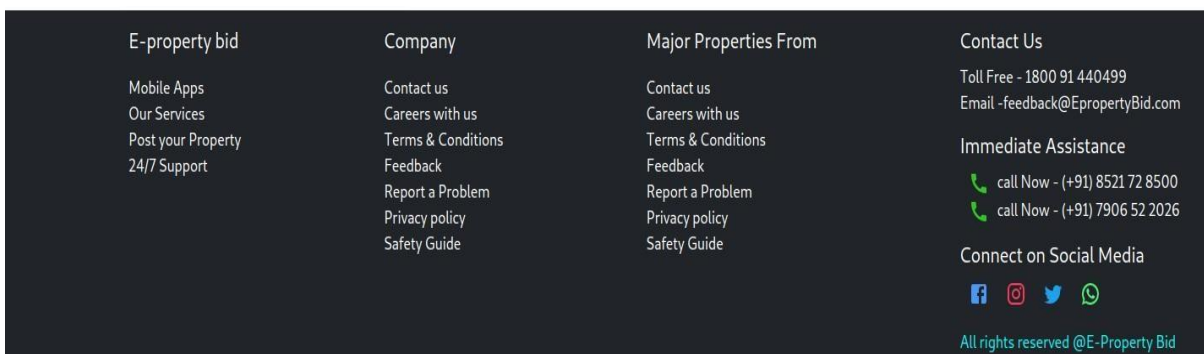 E-property bid
Mobile Apps
Our Services
Post your Property
24/7 Support
Company
Contact us
Careers with us
Terms & Conditions
Feedback
Report a Problem
Privacy policy
Safety Guide
Major Properties From
Contact us
Careers with us
Terms & Conditions
Feedback
Report a Problem
Privacy policy
Safety Guide
Contact Us
Toll Free - 1800 91 440499
Email -feedback@EpropertyBid.com
Immediate Assistance
call Now - (+91) 8521 72 8500
call Now - (+91) 7906 52 2026
Connect on Social Media
All rights reserved @E-Property Bid